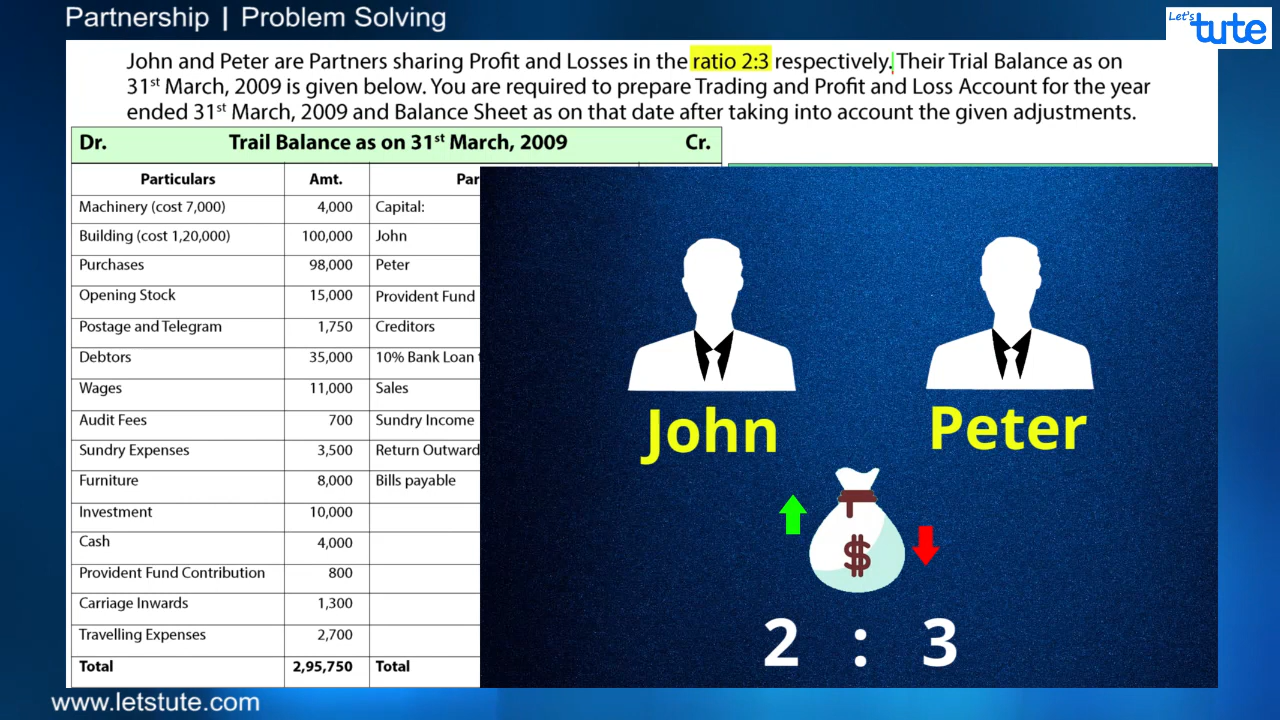 Partnership | Problem Solving
Let's tute
John and Peter are Partners sharing Profit and Losses in the ratio 2:3 respectively. Their Trial Balance as on
31st March, 2009 is given below. You are required to prepare Trading and Profit and Loss Account for the year
ended 31st March, 2009 and Balance Sheet as on that date after taking into account the given adjustments.
Dr. Trail Balance as on 31st March, 2009 Cr.
Particulars Amt.
Machinery (cost 7,000) 4,000 Capital:
Building (cost 1,20,000) 100,000 John
Purchases 98,000 Peter
Opening Stock 15,000 Provident Fund
Postage and Telegram 1,750 Creditors
Debtors 35,000 10% Bank Loan
Wages 11,000 Sales
Audit Fees 700 Sundry Income
Sundry Expenses 3,500 Return Outward
Furniture 8,000 Bills payable
Investment 10,000
Cash 4,000
Provident Fund Contribution 800
Carriage Inwards 1,300
Travelling Expenses 2,700
Total 2,95,750 Total
John Peter
$
2 : 3
www.letstute.com